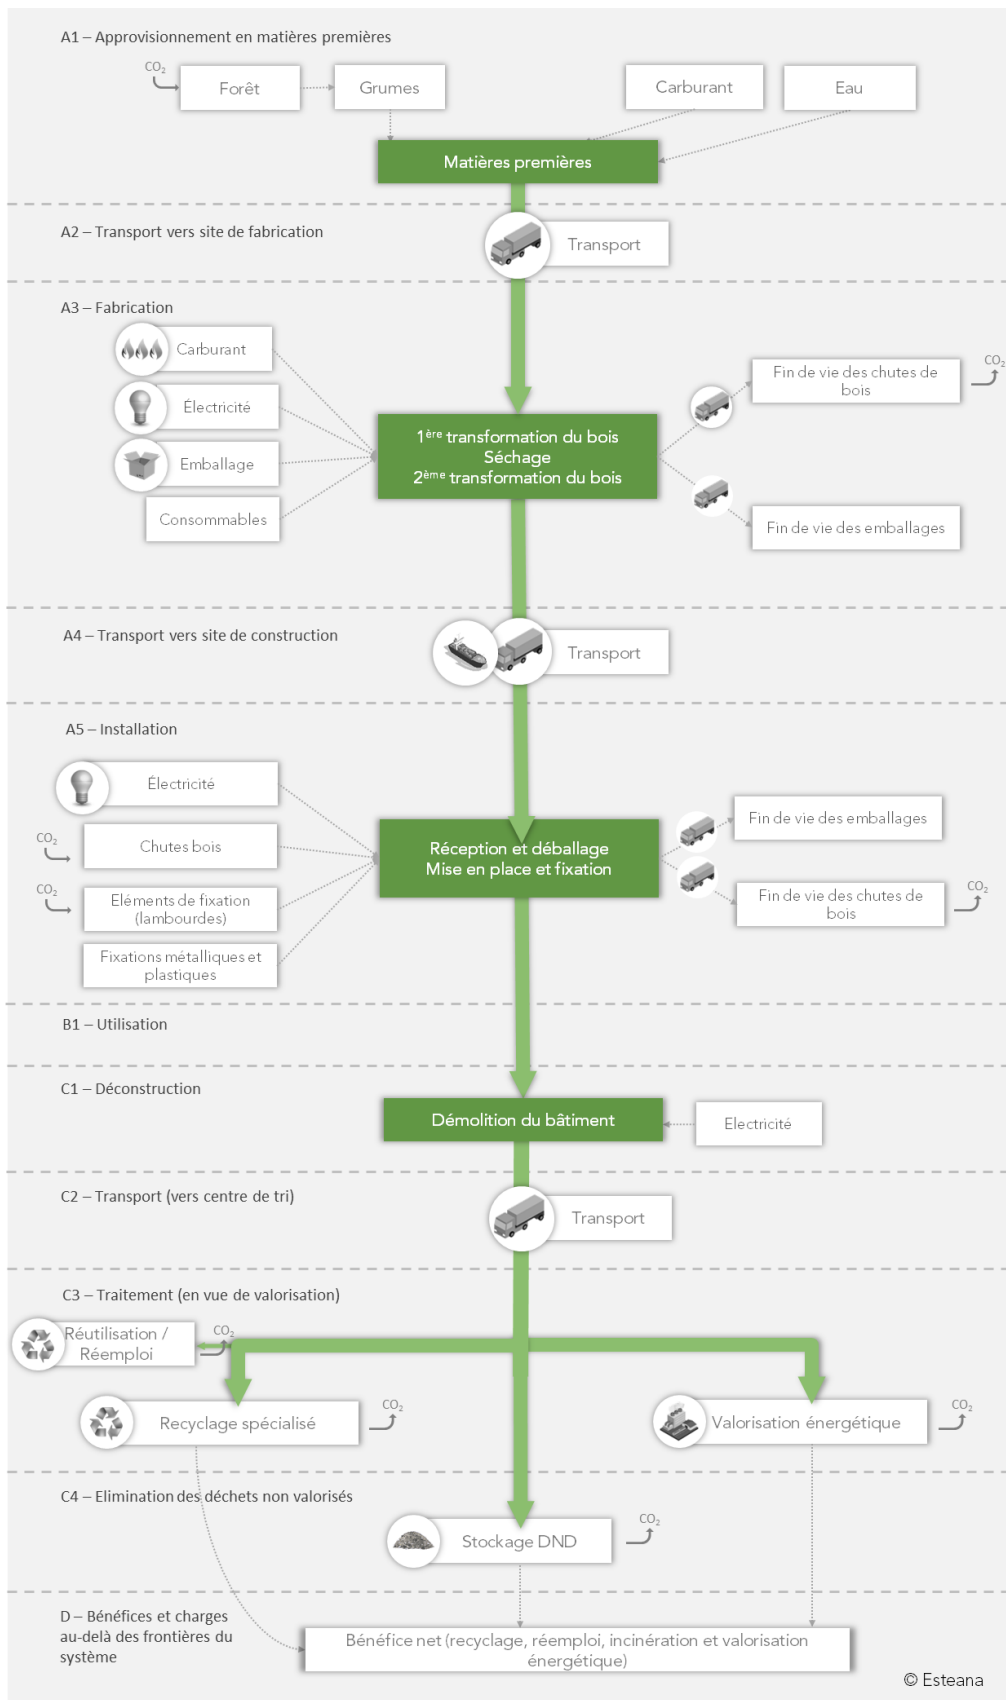 A1 – Approvisionnement en matières premières
CO2
Forêt
Grumes
Carburant
Eau
Matières premières
A2 – Transport vers site de fabrication
Transport
A3 – Fabrication
Carburant
Électricité
Emballage
Consommables
1ère transformation du bois
Séchage
2ème transformation du bois
Fin de vie des chutes de
bois
CO2
Fin de vie des emballages
A4 – Transport vers site de construction
Transport
A5 – Installation
Électricité
CO2
Chutes bois
CO2
Eléments de fixation
(lambourdes)
Fixations métalliques et
plastiques
Réception et déballage
Mise en place et fixation
Fin de vie des emballages
Fin de vie des chutes de
bois
CO2
B1 – Utilisation
C1 – Déconstruction
Démolition du bâtiment
Electricité
C2 – Transport (vers centre de tri)
Transport
C3 – Traitement (en vue de valorisation)
Réutilisation /
Réemploi
CO2
Recyclage spécialisé
CO2
Valorisation énergétique
CO2
C4 – Elimination des déchets non valorisés
Stockage DND
CO2
D – Bénéfices et charges
au-delà des frontières du
système
Bénéfice net (recyclage, réemploi, incinération et valorisation
énergétique)
© Esteana